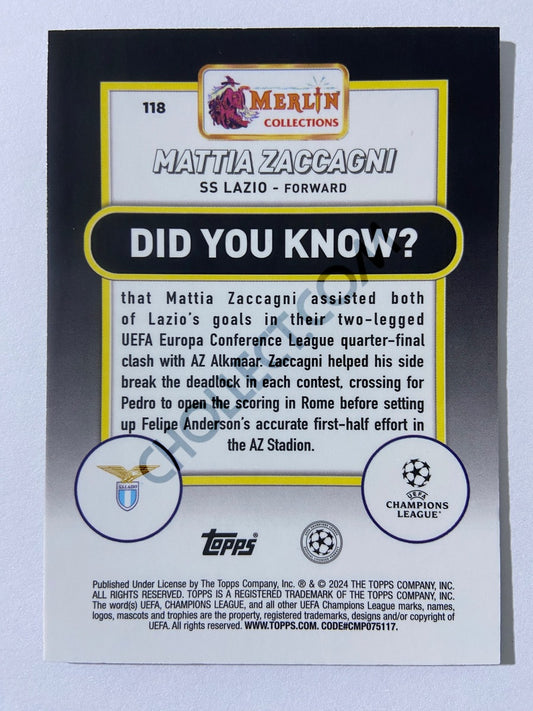 118
MERLIN
COLLECTIONS
MATTIA ZACCAGNI
SS LAZIO - FORWARD
DID YOU KNOW?
that Mattia Zaccagni assisted both
of Lazio's goals in their two-legged
UEFA Europa Conference League quarter-final
clash with AZ Alkmaar. Zaccagni helped his side
break the deadlock in each contest, crossing for
Pedro to open the scoring in Rome before setting
up Felipe Anderson's accurate first-half effort in
the AZ Stadion.
CHOLLECT.COM
S.S.LAZIO
UEFA
CHAMPIONS
LEAGUE
topps
Published Under License by The Topps Company, Inc. ® & © 2024 THE TOPPS COMPANY, INC.
ALL RIGHTS RESERVED. TOPPS IS A REGISTERED TRADEMARK OF THE TOPPS COMPANY, INC.
The word(s) UEFA, CHAMPIONS LEAGUE, and all other UEFA Champions League marks, names,
logos, mascots and trophies are the property, registered trademarks, designs and/or copyright of
UEFA. All rights reserved. WWW.TOPPS.COM. CODE#CMP075117.